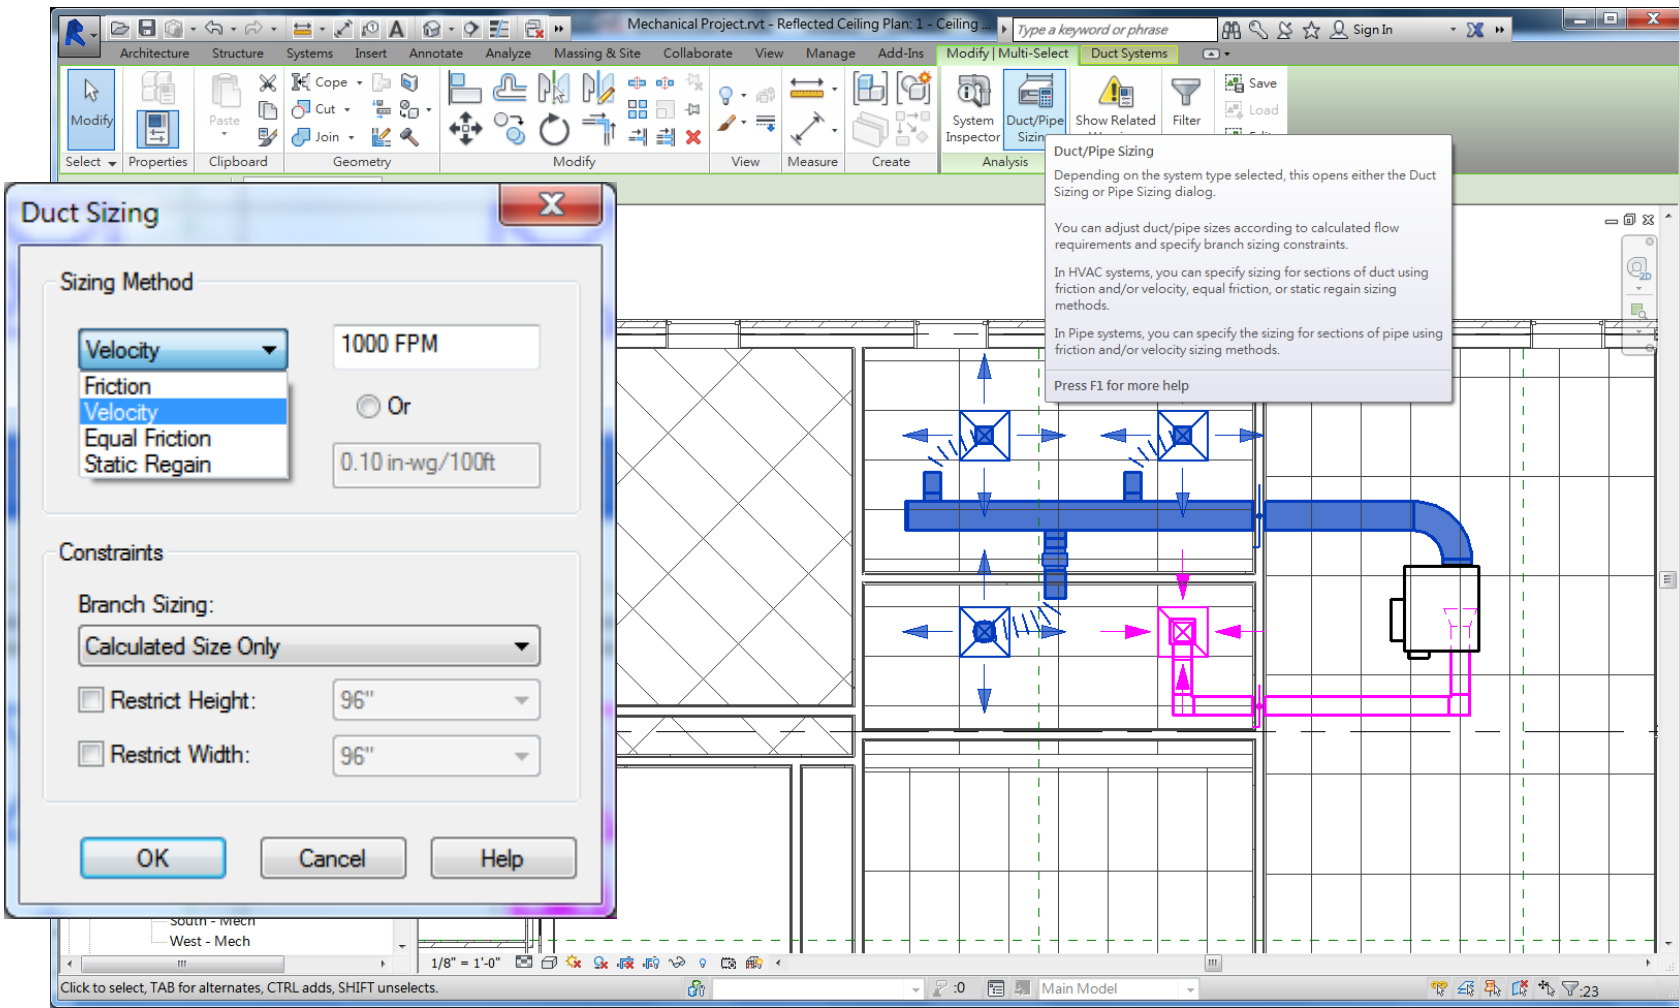 Mechanical Project.rvt - Reflected Ceiling Plan: 1 - Ceiling ...
Type a keyword or phrase
Sign In
Architecture
Structure
Systems
Insert
Annotate
Analyze
Massing & Site
Collaborate
View
Manage
Add-Ins
Modify | Multi-Select
Duct Systems
Modify
Paste
Cope
Cut
Join
System
Inspector
Duct/Pipe
Sizin
Show Related
Filter
Save
Load
Select
Properties
Clipboard
Geometry
Modify
View
Measure
Create
Analysis
Duct/Pipe Sizing
Depending on the system type selected, this opens either the Duct
Sizing or Pipe Sizing dialog.
You can adjust duct/pipe sizes according to calculated flow
requirements and specify branch sizing constraints.
In HVAC systems, you can specify sizing for sections of duct using
friction and/or velocity, equal friction, or static regain sizing
methods.
In Pipe systems, you can specify the sizing for sections of pipe using
friction and/or velocity sizing methods.
Press F1 for more help
Duct Sizing
Sizing Method
Velocity
1000 FPM
Friction
Velocity
Equal Friction
Static Regain
Or
0.10 in-wg/100ft
Constraints
Branch Sizing:
Calculated Size Only
Restrict Height:
96"
Restrict Width:
96"
OK
Cancel
Help
2D
South - Mech
West - Mech
1/8" = 1'-0"
Click to select, TAB for alternates, CTRL adds, SHIFT unselects.
:0
Main Model
:23